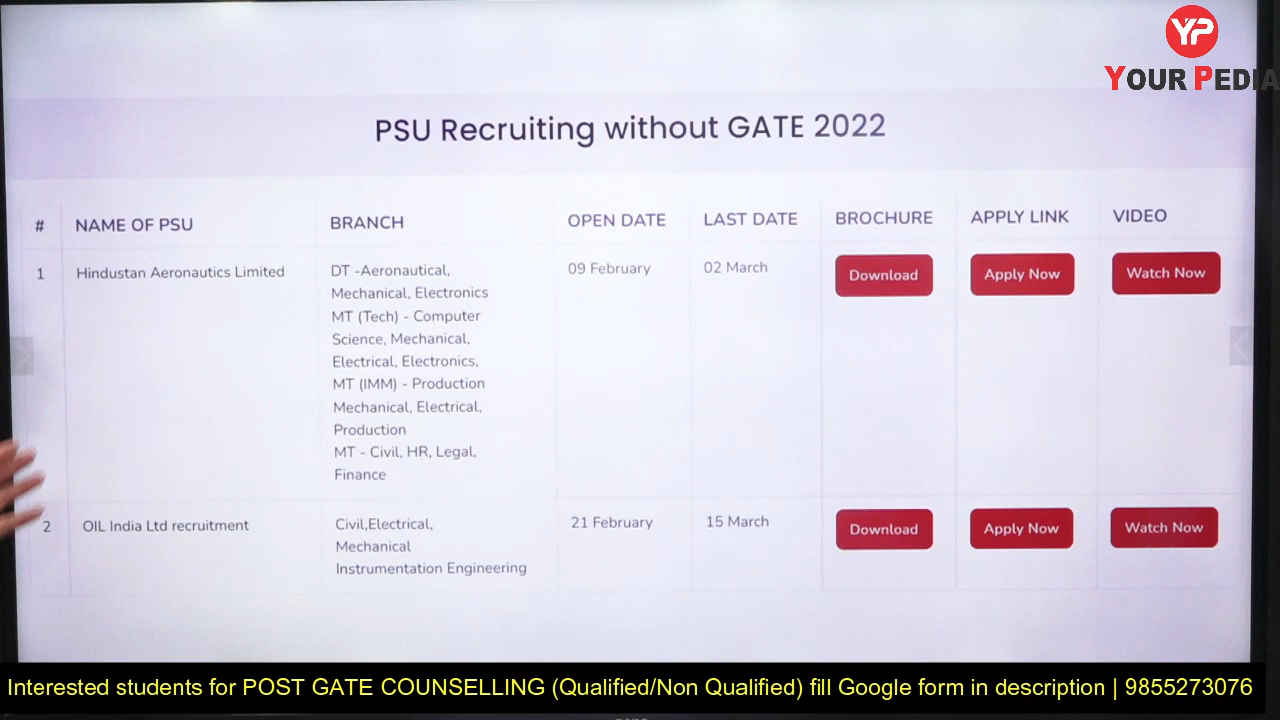 YP
YOUR PEDIA
PSU Recruiting without GATE 2022
# NAME OF PSU BRANCH OPEN DATE LAST DATE BROCHURE APPLY LINK VIDEO
1 Hindustan Aeronautics Limited DT -Aeronautical, 09 February 02 March Download Apply Now Watch Now
Mechanical, Electronics
MT (Tech) - Computer
Science, Mechanical,
Electrical, Electronics,
MT (IMM) - Production
Mechanical, Electrical,
Production
MT - Civil, HR, Legal,
Finance
2 OIL India Ltd recruitment Civil,Electrical, 21 February 15 March Download Apply Now Watch Now
Mechanical
Instrumentation Engineering
Interested students for POST GATE COUNSELLING (Qualified/Non Qualified) fill Google form in description | 9855273076